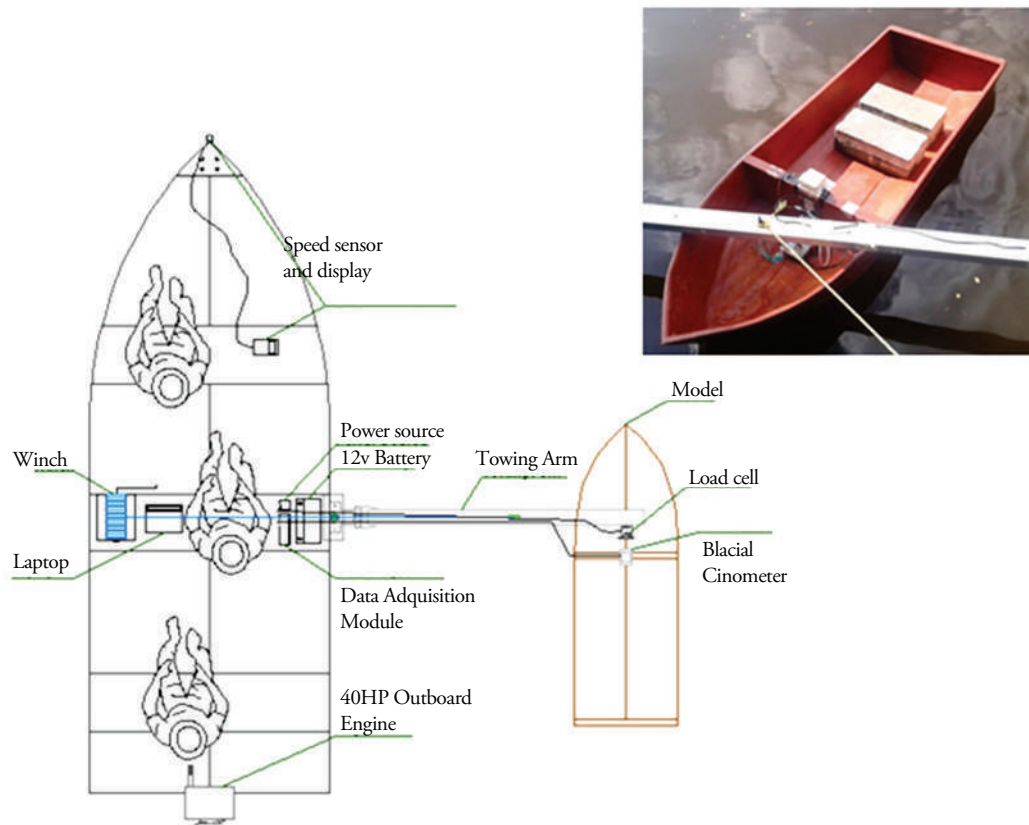 Speed sensor
and display
Model
Power source
12v Battery
Winch
Towing Arm
Load cell
Laptop
Blacial
Cinometer
Data Adquisition
Module
40HP Outboard
Engine